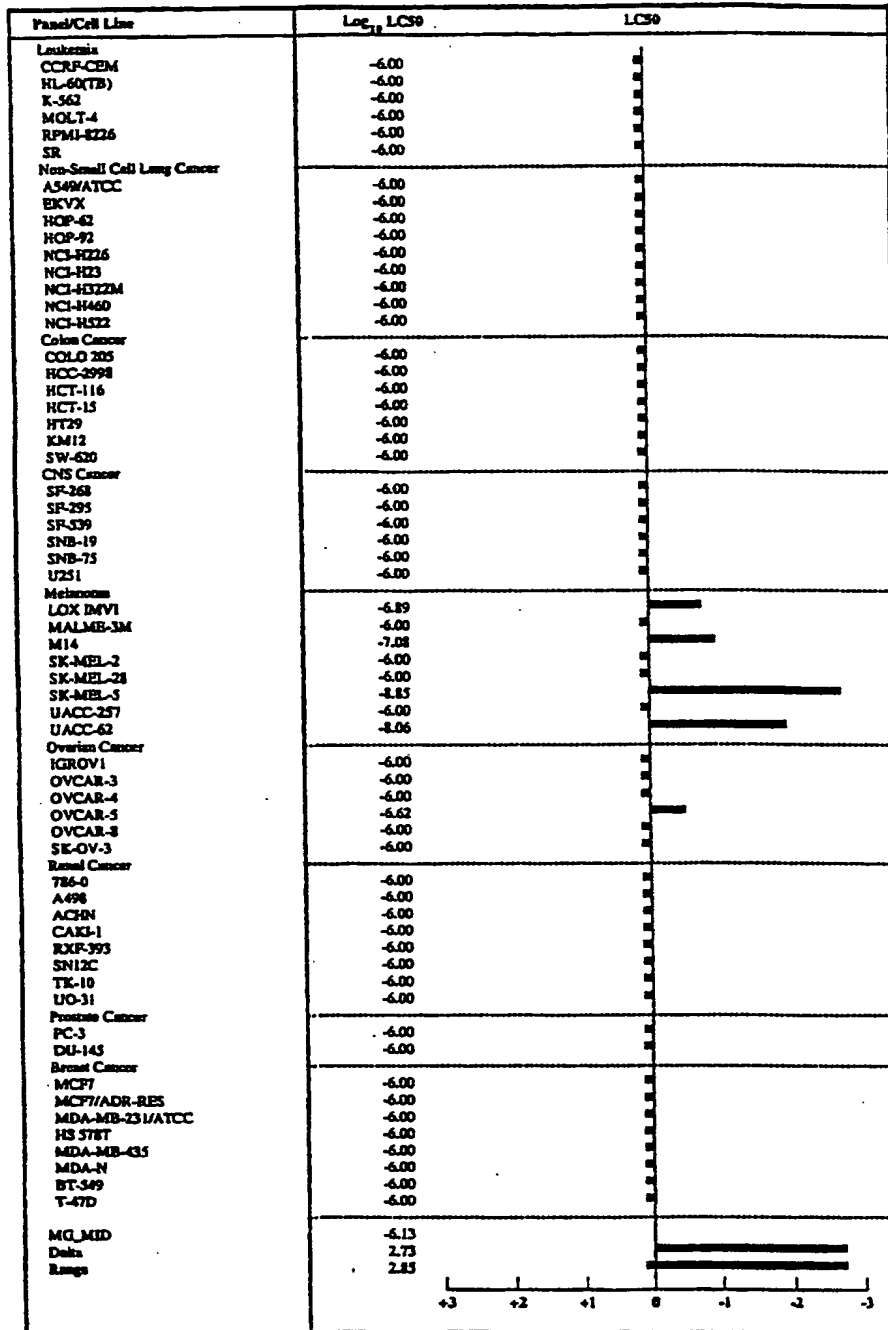 Panel/Cell Line Log10 LC50 LC50
Leukemia
CCRF-CEM -6.00
HL-60(TB) -6.00
K-562 -6.00
MOLT-4 -6.00
RPMI-8226 -6.00
SR -6.00
Non-Small Cell Lung Cancer
A549/ATCC -6.00
EKVX -6.00
HOP-62 -6.00
HOP-92 -6.00
NCI-H226 -6.00
NCI-H23 -6.00
NCI-H322M -6.00
NCI-H460 -6.00
NCI-H522 -6.00
Colon Cancer
COLO 205 -6.00
HCC-2998 -6.00
HCT-116 -6.00
HCT-15 -6.00
HT29 -6.00
KM12 -6.00
SW-620 -6.00
CNS Cancer
SF-268 -6.00
SF-295 -6.00
SF-539 -6.00
SNB-19 -6.00
SNB-75 -6.00
U251 -6.00
Melanoma
LOX IMVI -6.89
MALME-3M -6.00
M14 -7.08
SK-MEL-2 -6.00
SK-MEL-28 -6.00
SK-MEL-5 -8.85
UACC-257 -6.00
UACC-62 -8.06
Ovarian Cancer
IGROV1 -6.00
OVCAR-3 -6.00
OVCAR-4 -6.00
OVCAR-5 -6.62
OVCAR-8 -6.00
SK-OV-3 -6.00
Renal Cancer
786-0 -6.00
A498 -6.00
ACHN -6.00
CAKI-1 -6.00
RXF-393 -6.00
SN12C -6.00
TK-10 -6.00
UO-31 -6.00
Prostate Cancer
PC-3 -6.00
DU-145 -6.00
Breast Cancer
MCF7 -6.00
MCF7/ADR-RES -6.00
MDA-MB-231/ATCC -6.00
HS 578T -6.00
MDA-MB-435 -6.00
MDA-N -6.00
BT-549 -6.00
T-47D -6.00
MG_MID -6.13
Delta 2.73
Range 2.85
+3 +2 +1 0 -1 -2 -3